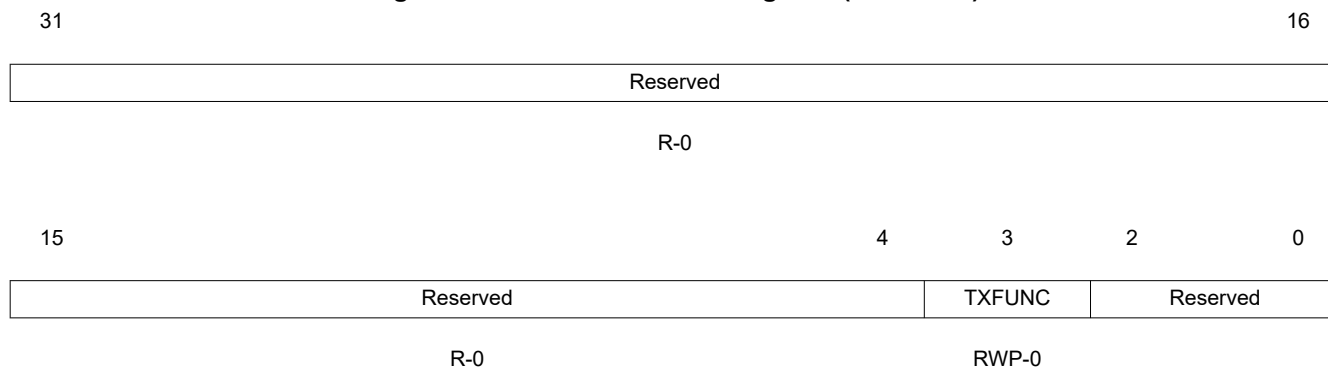 31 16
Reserved
R-0
15 4 3 2 0
Reserved TXFUNC Reserved
R-0 RWP-0